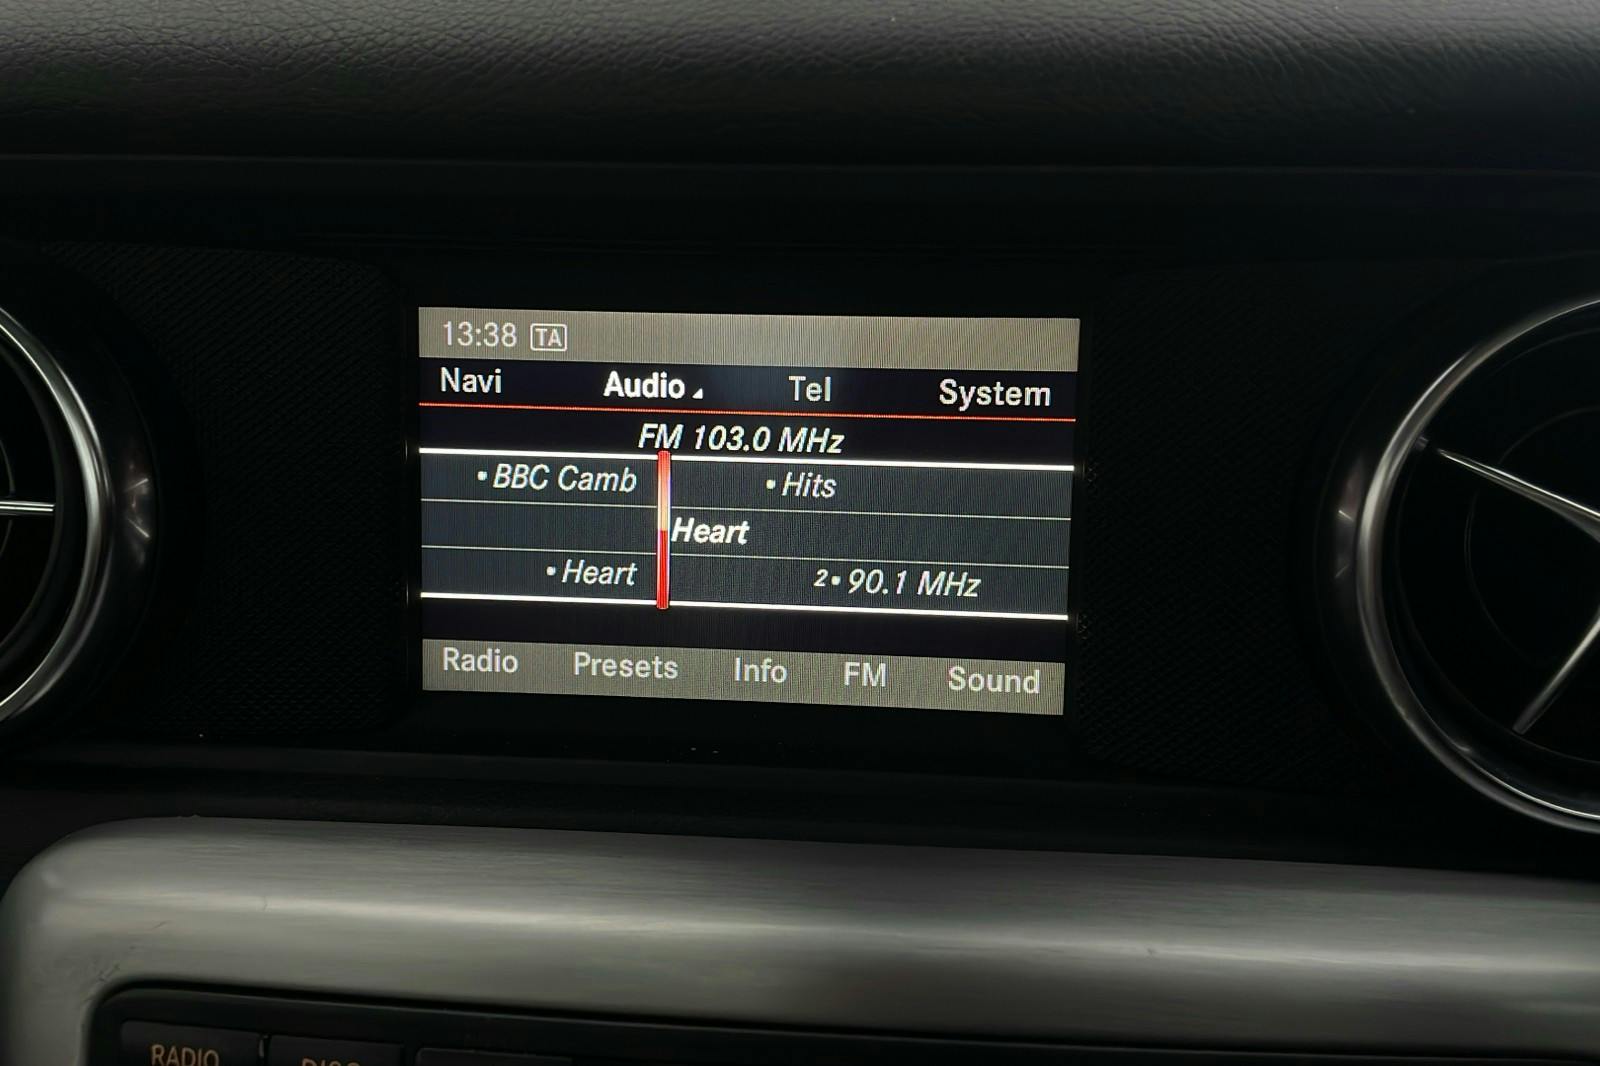 13:38 TA
Navi Audio Tel System
FM 103.0 MHz
•BBC Camb •Hits
Heart
•Heart 2•90.1 MHz
Radio Presets Info FM Sound
RADIO DISC